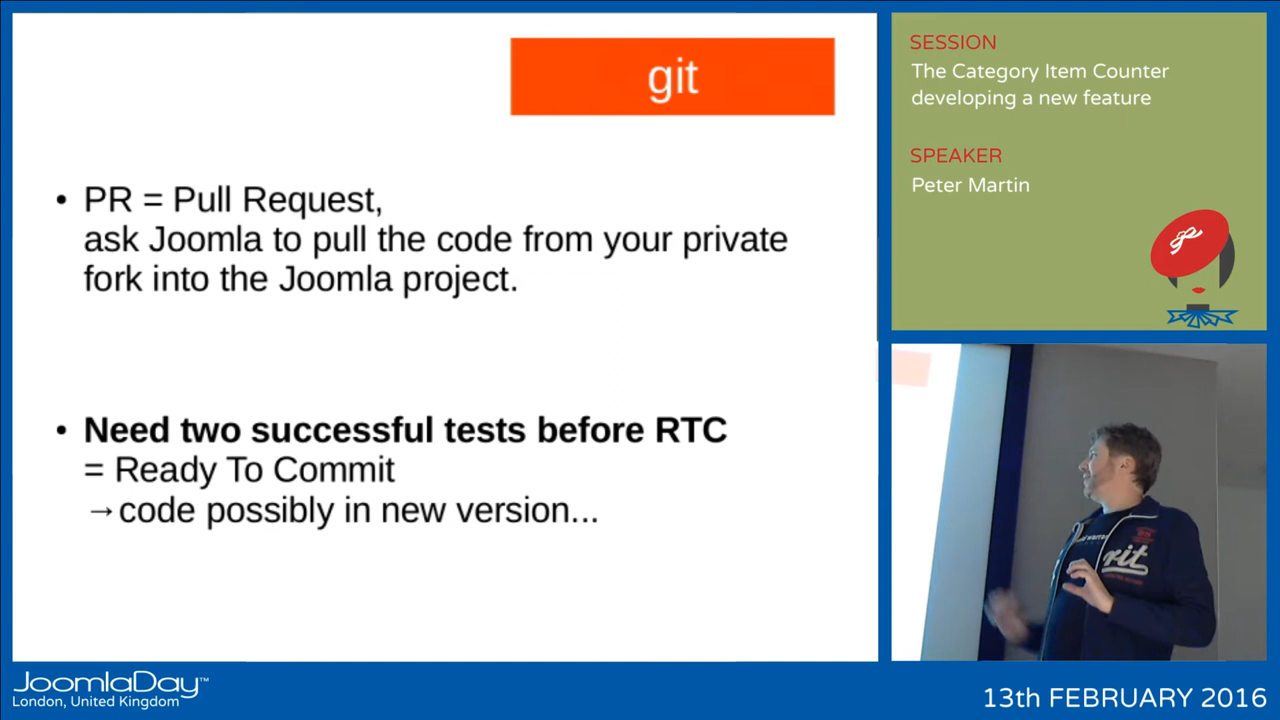 git
• PR = Pull Request,
ask Joomla to pull the code from your private
fork into the Joomla project.
• Need two successful tests before RTC
= Ready To Commit
→code possibly in new version...
SESSION
The Category Item Counter
developing a new feature
SPEAKER
Peter Martin
JoomlaDay™
London, United Kingdom
13th FEBRUARY 2016